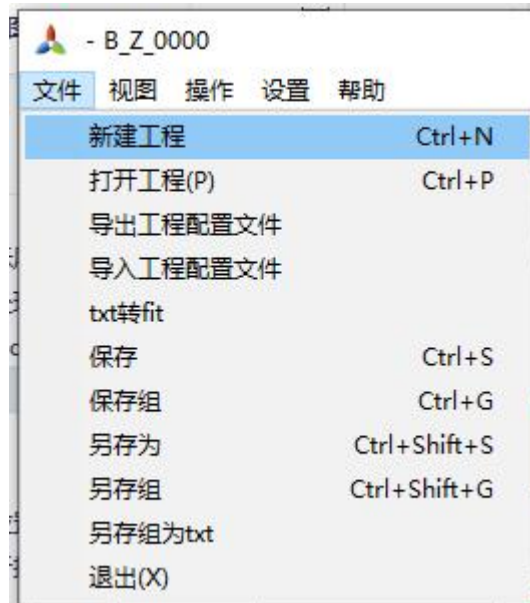 - B_Z_0000
文件 视图 操作 设置 帮助
新建工程 Ctrl+N
打开工程(P) Ctrl+P
导出工程配置文件
导入工程配置文件
txt转fit
保存 Ctrl+S
保存组 Ctrl+G
另存为 Ctrl+Shift+S
另存组 Ctrl+Shift+G
另存组为txt
退出(X)